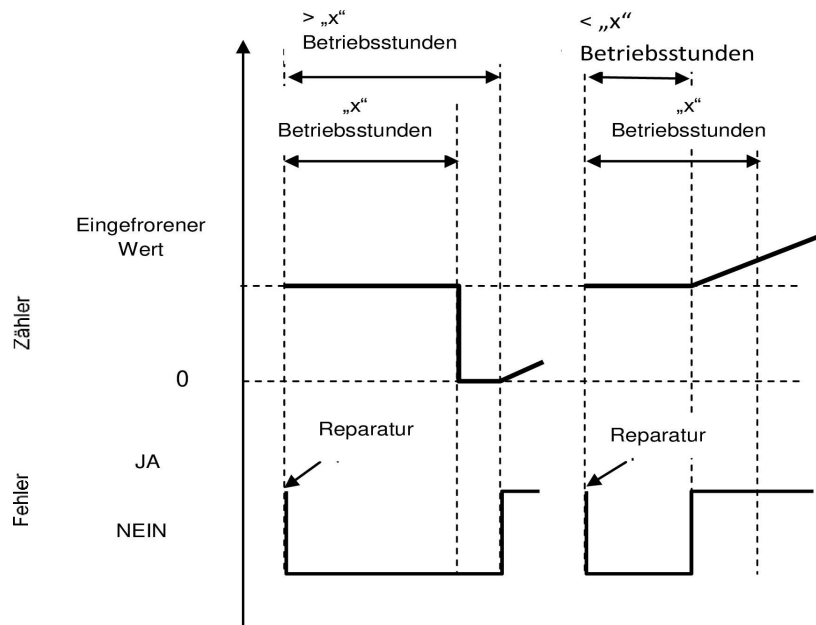 > „x“
Betriebsstunden
< „x“
Betriebsstunden
„x“
Betriebsstunden
„x“
Betriebsstunden
Eingefrorener
Wert
Zähler
0
Reparatur
Reparatur
JA
Fehler
NEIN